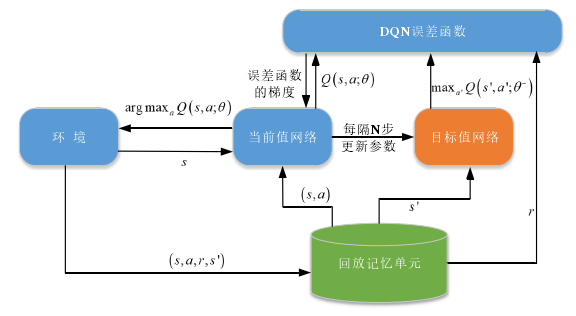 DQN误差函数
误差函数
的梯度
Q(s,a;θ)
max_{a'} Q(s',a';θ⁻)
arg max_a Q(s,a;θ)
环 境
当前值网络
每隔N步
更新参数
目标值网络
s
(s,a)
s'
r
(s,a,r,s')
回放记忆单元